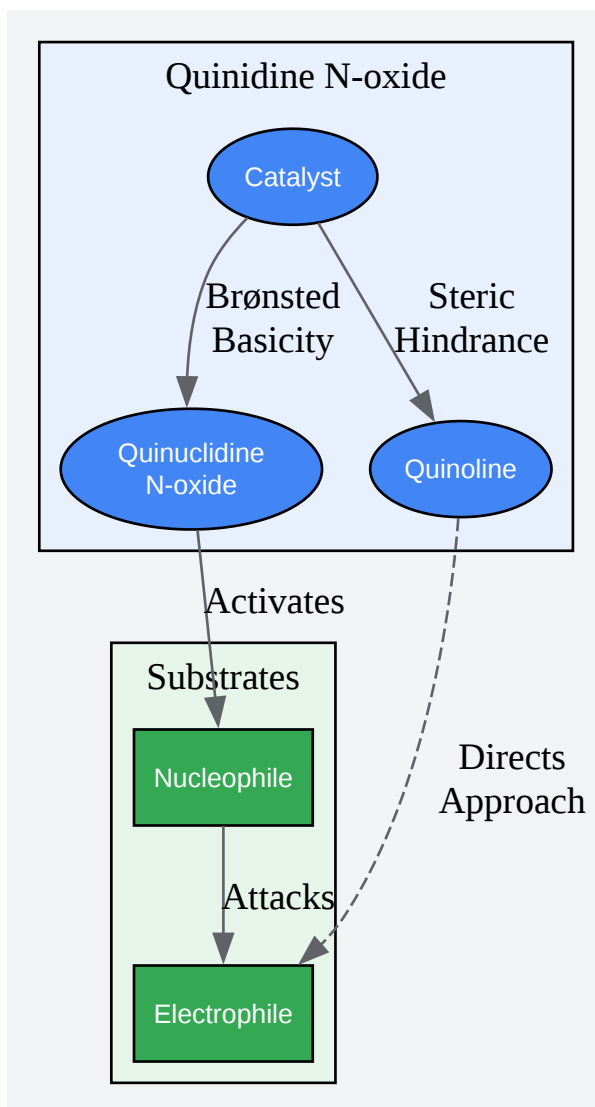 Quinidine N-oxide
Catalyst
Brønsted
Basicity
Steric
Hindrance
Quinuclidine
N-oxide
Quinoline
Activates
Substrates
Nucleophile
Directs
Approach
Attacks
Electrophile